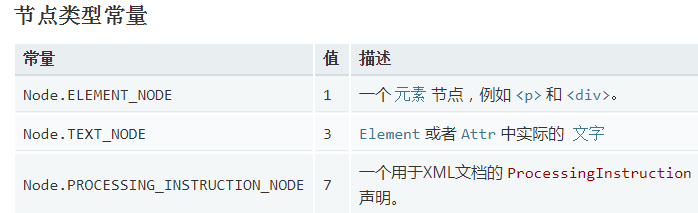 节点类型常量
常量 值 描述
Node.ELEMENT_NODE 1 一个 元素 节点，例如 <p> 和 <div>。
Node.TEXT_NODE 3 Element 或者 Attr 中实际的 文字
Node.PROCESSING_INSTRUCTION_NODE 7 一个用于XML文档的 ProcessingInstruction
声明。